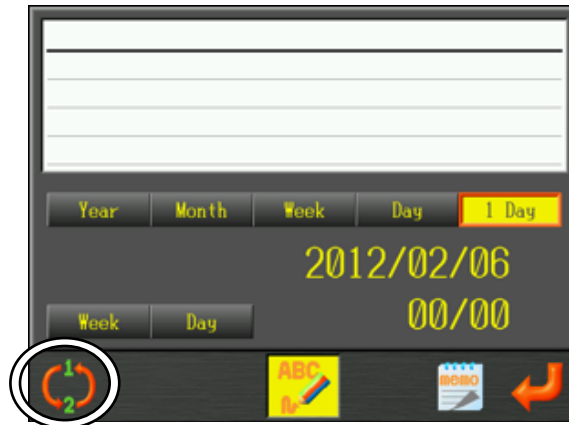 Year Month Week Day 1 Day
2012/02/06
Week Day 00/00
1
2
ABC
MEMO